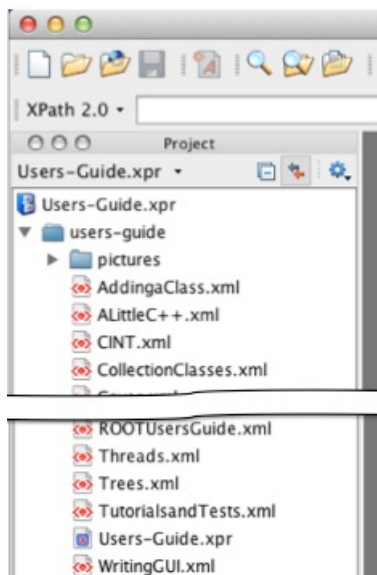 XPath 2.0
Project
Users-Guide.xpr
Users-Guide.xpr
users-guide
pictures
AddingaClass.xml
ALittleC++.xml
CINT.xml
CollectionClasses.xml
ROOTUsersGuide.xml
Threads.xml
Trees.xml
TutorialsandTests.xml
Users-Guide.xpr
WritingGUI.xml